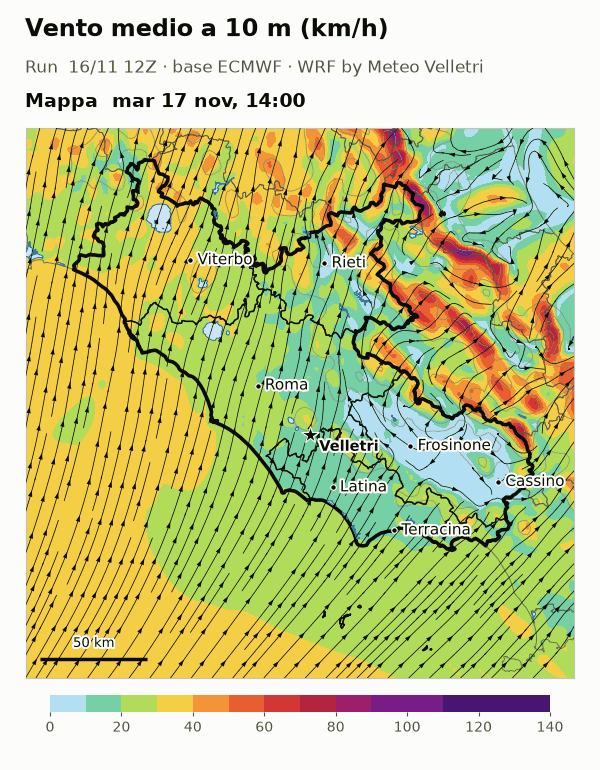 Vento medio a 10 m (km/h)
Run  16/11 12Z · base ECMWF · WRF by Meteo Velletri
Mappa  mar 17 nov, 14:00
Viterbo
Rieti
Roma
Velletri
Frosinone
Cassino
Latina
Terracina
50 km
0 20 40 60 80 100 120 140